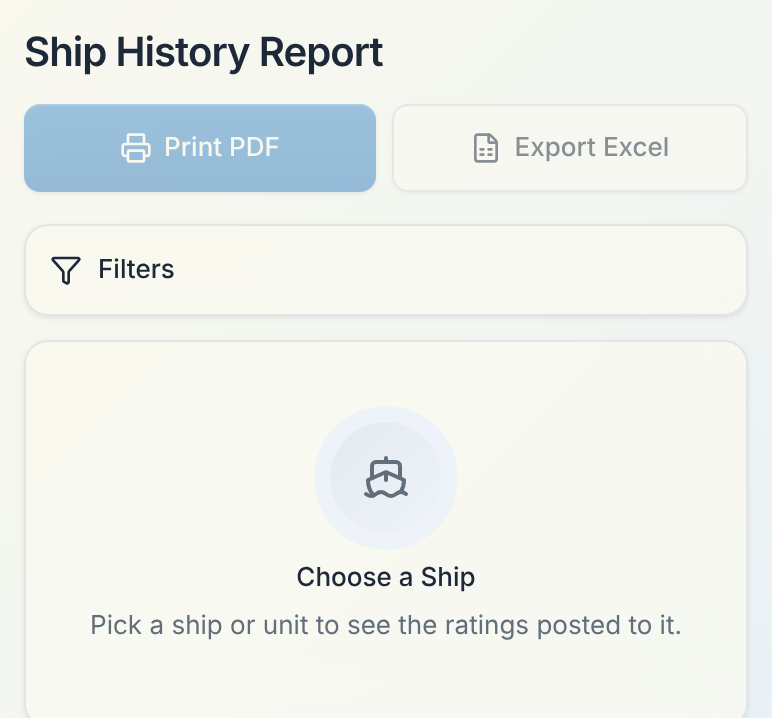 Ship History Report
Print PDF
Export Excel
Filters
Choose a Ship
Pick a ship or unit to see the ratings posted to it.